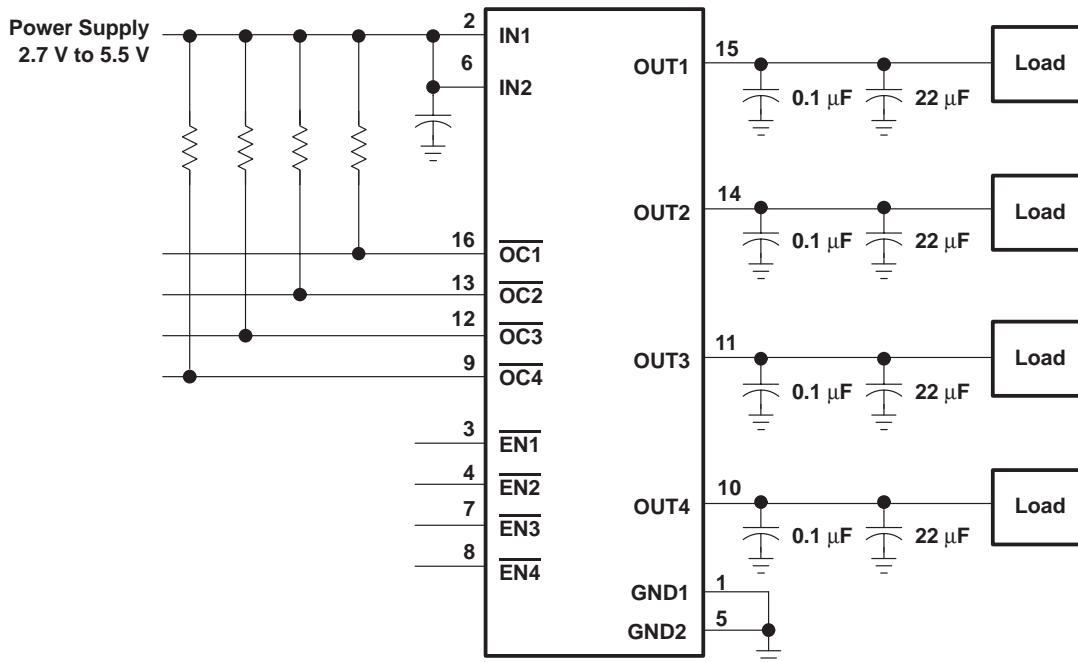 Power Supply
2.7 V to 5.5 V
2
IN1
6
IN2
16
OC1
13
OC2
12
OC3
9
OC4
3
EN1
4
EN2
7
EN3
8
EN4
OUT1
15
0.1 μF
22 μF
Load
OUT2
14
0.1 μF
22 μF
Load
OUT3
11
0.1 μF
22 μF
Load
OUT4
10
0.1 μF
22 μF
Load
GND1
1
GND2
5